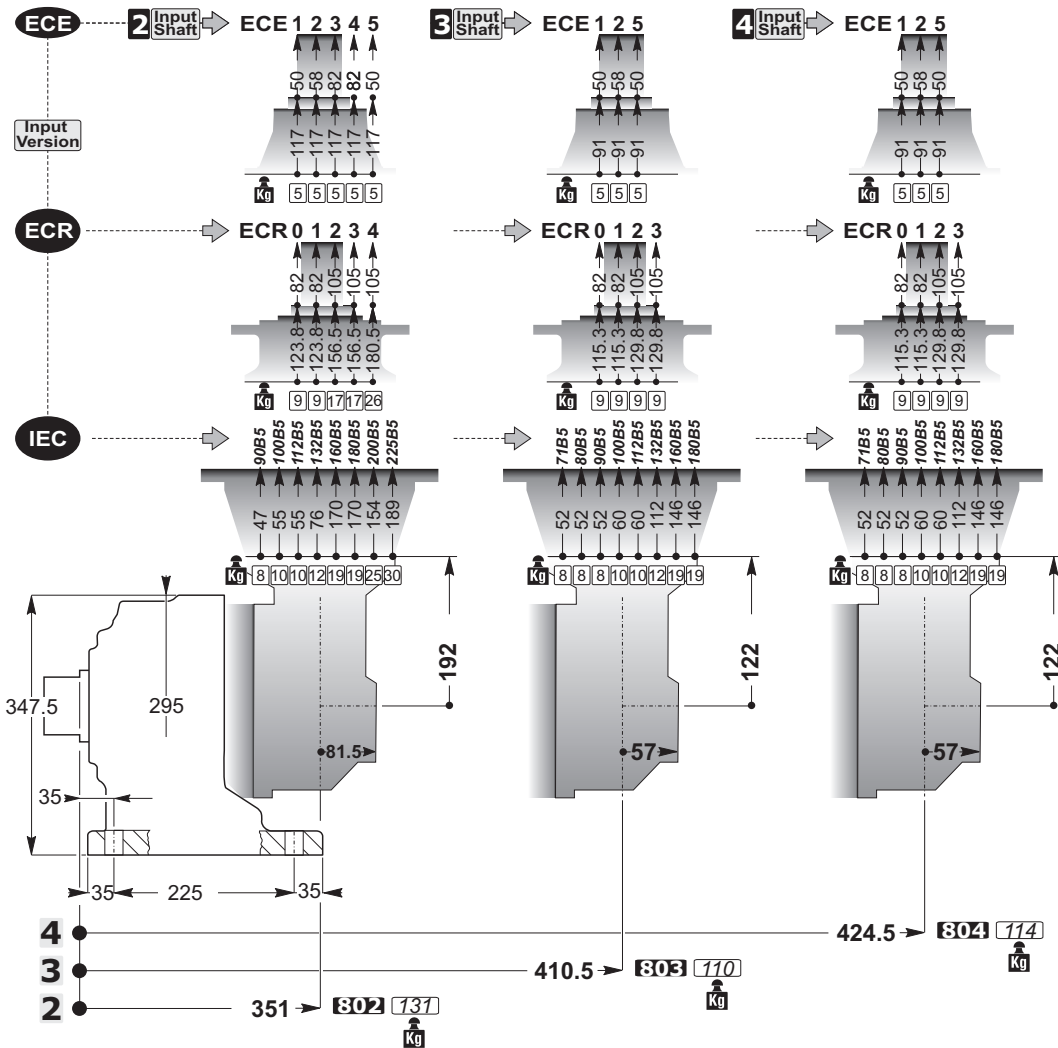 ECE 2 Input Shaft ECE 1 2 3 4 5 3 Input Shaft ECE 1 2 5 4 Input Shaft ECE 1 2 5
50 58 82 82 50 50 58 50 50 58 50
Input Version
117 117 117 117 117 91 91 91 91 91 91
Kg 5 5 5 5 5 Kg 5 5 5 Kg 5 5 5
ECR ECR 0 1 2 3 4 ECR 0 1 2 3 ECR 0 1 2 3
82 82 105 105 105 82 82 105 105 82 82 105 105
123.8 123.8 156.5 156.5 180.5 115.3 115.3 129.8 129.8 115.3 115.3 129.8 129.8
Kg 9 9 17 17 26 Kg 9 9 9 9 Kg 9 9 9 9
IEC 90B5 100B5 112B5 132B5 160B5 180B5 200B5 225B5 71B5 80B5 90B5 100B5 112B5 132B5 160B5 180B5 71B5 80B5 90B5 100B5 112B5 132B5 160B5 180B5
47 55 55 76 170 170 154 189 52 52 52 60 60 112 146 146 52 52 52 60 60 112 146 146
Kg 8 10 10 12 19 19 25 30 Kg 8 8 8 10 10 12 19 19 Kg 8 8 8 10 10 12 19 19
192 122 122
347.5 295
81.5 57 57
35
35 225 35
4 424.5 804 114
Kg
3 410.5 803 110
Kg
2 351 802 131
Kg